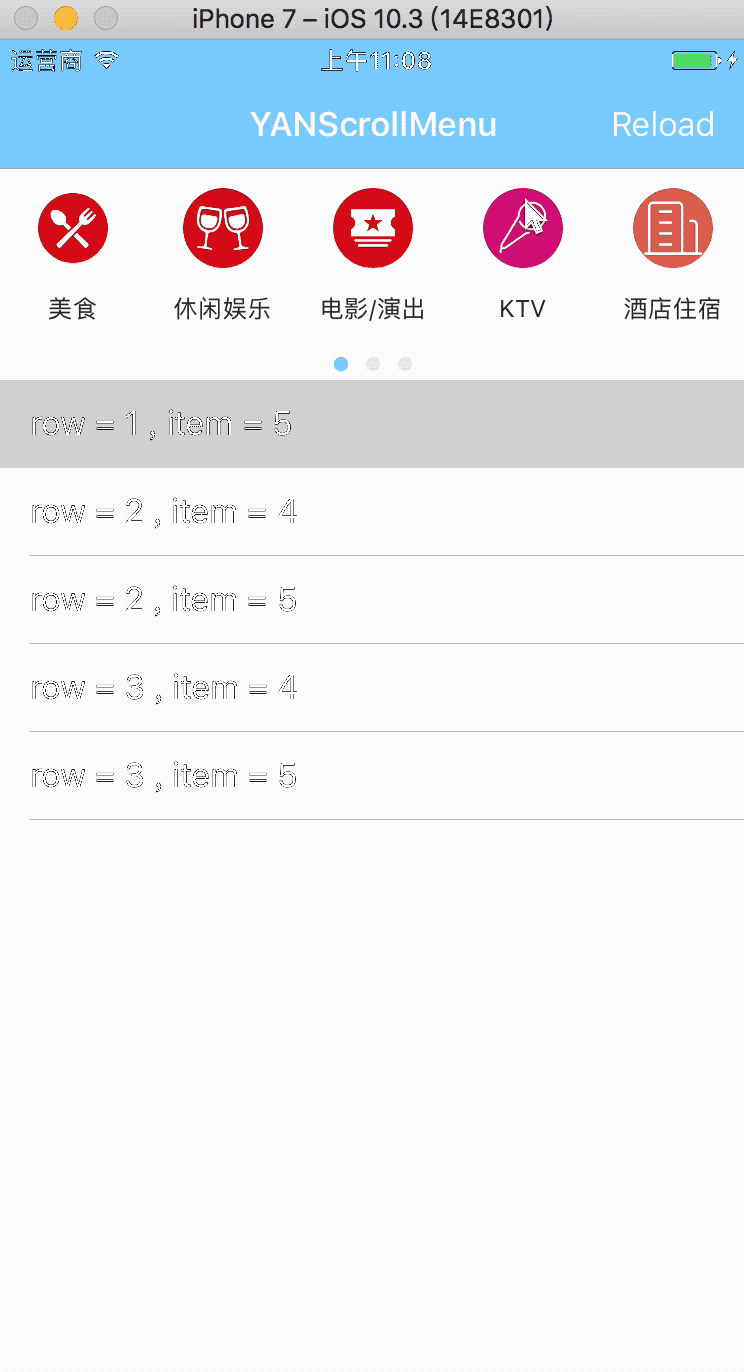 iPhone 7 – iOS 10.3 (14E8301)
运营商 上午11:08
YANScrollMenu Reload
美食 休闲娱乐 电影/演出 KTV 酒店住宿
row = 1 , item = 5
row = 2 , item = 4
row = 2 , item = 5
row = 3 , item = 4
row = 3 , item = 5